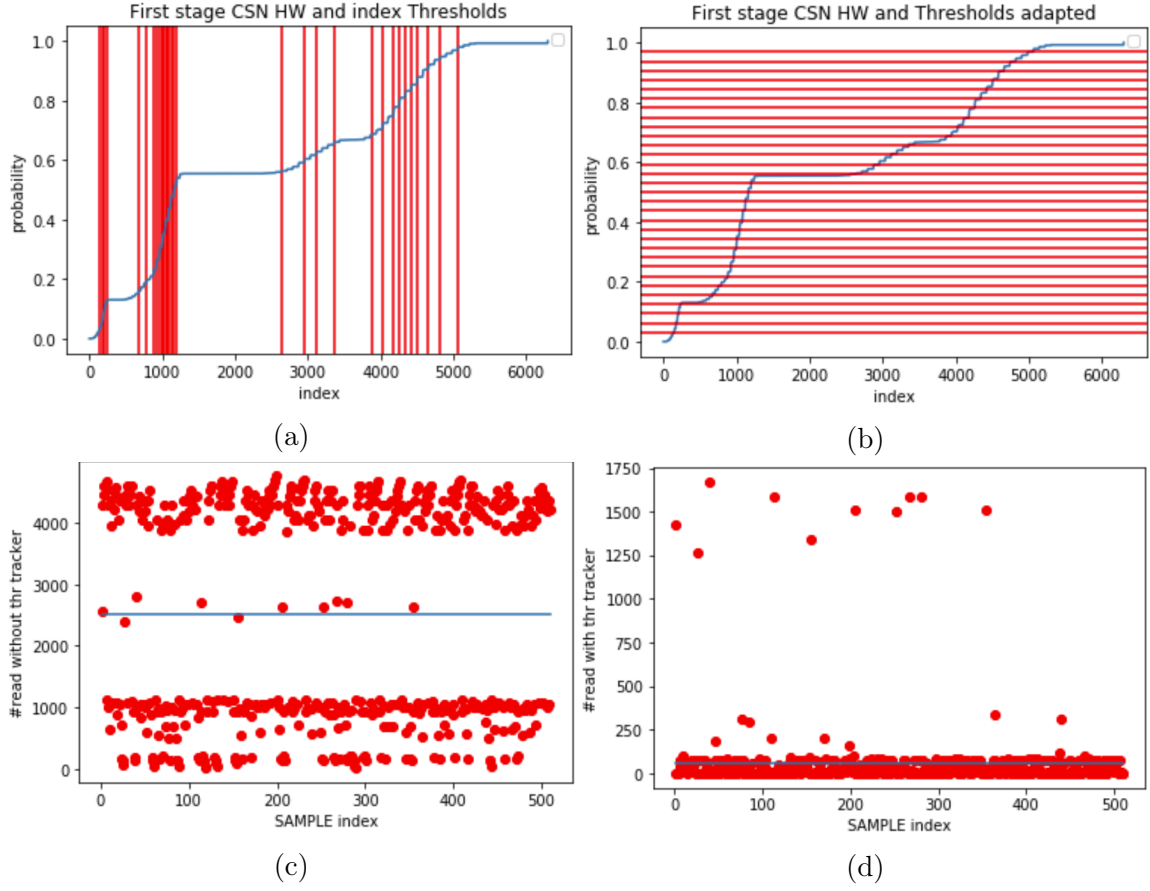 First stage CSN HW and index Thresholds
1.0
0.8
0.6
0.4
0.2
0.0
probability
0 1000 2000 3000 4000 5000 6000
index
(a)
First stage CSN HW and Thresholds adapted
1.0
0.8
0.6
0.4
0.2
0.0
probability
0 1000 2000 3000 4000 5000 6000
index
(b)
4000
3000
2000
1000
0
#read without thr tracker
0 100 200 300 400 500
SAMPLE index
(c)
1750
1500
1250
1000
750
500
250
0
#read with thr tracker
0 100 200 300 400 500
SAMPLE index
(d)